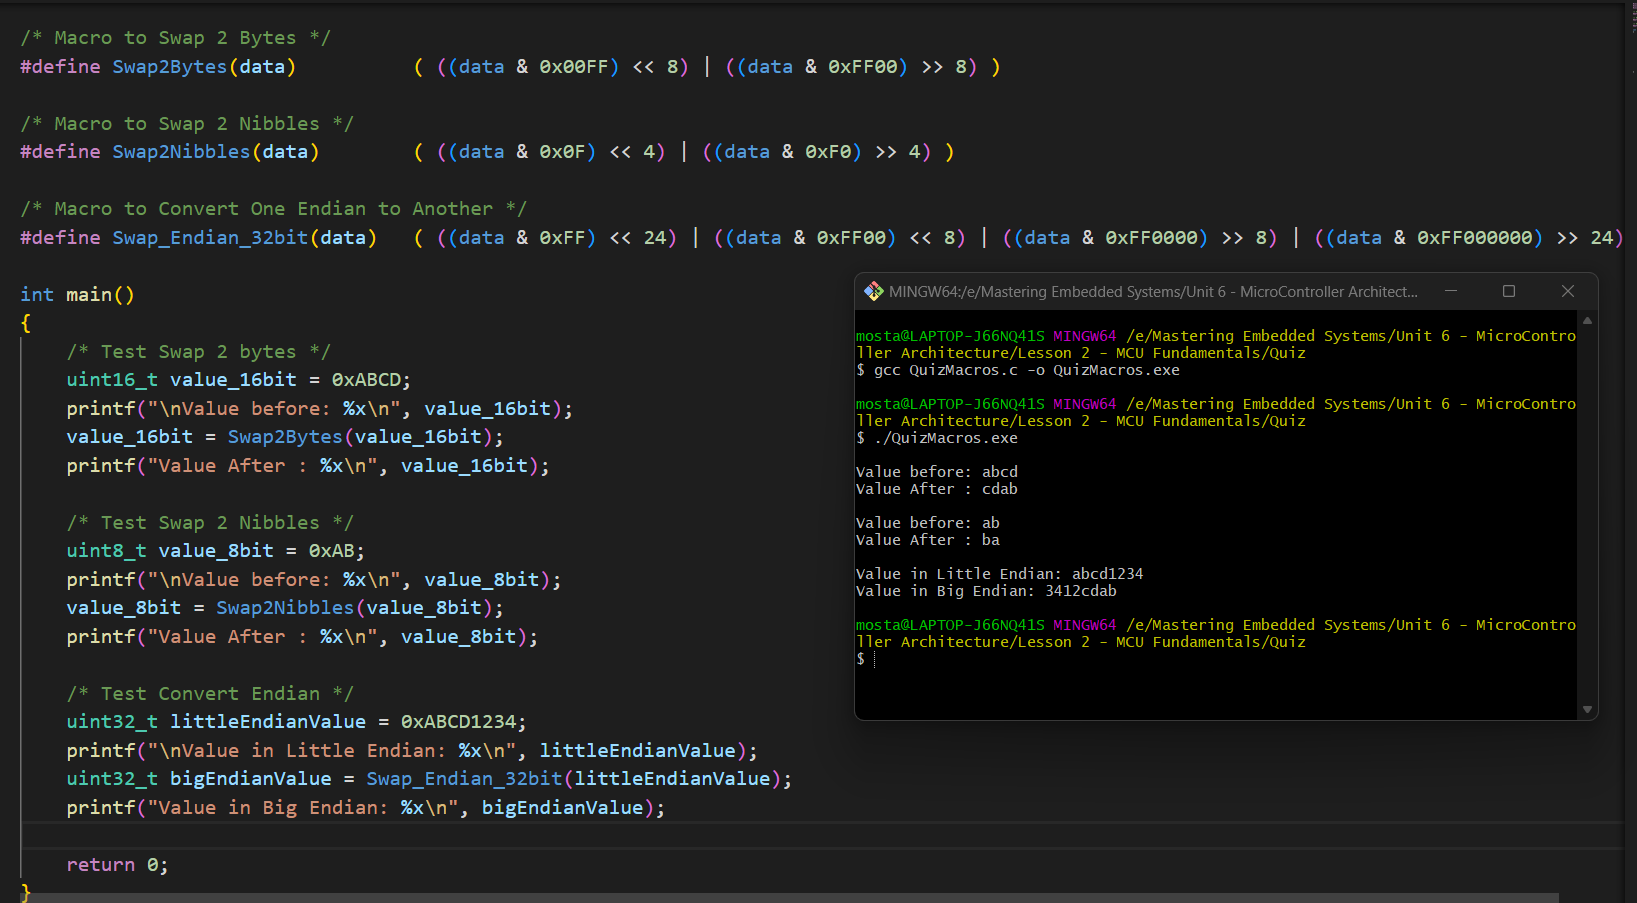 /* Macro to Swap 2 Bytes */
#define Swap2Bytes(data)          ( ((data & 0x00FF) << 8) | ((data & 0xFF00) >> 8) )
/* Macro to Swap 2 Nibbles */
#define Swap2Nibbles(data)        ( ((data & 0x0F) << 4) | ((data & 0xF0) >> 4) )
/* Macro to Convert One Endian to Another */
#define Swap_Endian_32bit(data)   ( ((data & 0xFF) << 24) | ((data & 0xFF00) << 8) | ((data & 0xFF0000) >> 8) | ((data & 0xFF000000) >> 24)
int main()
{
    /* Test Swap 2 bytes */
    uint16_t value_16bit = 0xABCD;
    printf("\nValue before: %x\n", value_16bit);
    value_16bit = Swap2Bytes(value_16bit);
    printf("Value After : %x\n", value_16bit);
    /* Test Swap 2 Nibbles */
    uint8_t value_8bit = 0xAB;
    printf("\nValue before: %x\n", value_8bit);
    value_8bit = Swap2Nibbles(value_8bit);
    printf("Value After : %x\n", value_8bit);
    /* Test Convert Endian */
    uint32_t littleEndianValue = 0xABCD1234;
    printf("\nValue in Little Endian: %x\n", littleEndianValue);
    uint32_t bigEndianValue = Swap_Endian_32bit(littleEndianValue);
    printf("Value in Big Endian: %x\n", bigEndianValue);
    return 0;
}
MINGW64:/e/Mastering Embedded Systems/Unit 6 - MicroController Architect...
mosta@LAPTOP-J66NQ41S MINGW64 /e/Mastering Embedded Systems/Unit 6 - MicroContro
ller Architecture/Lesson 2 - MCU Fundamentals/Quiz
$ gcc QuizMacros.c -o QuizMacros.exe
mosta@LAPTOP-J66NQ41S MINGW64 /e/Mastering Embedded Systems/Unit 6 - MicroContro
ller Architecture/Lesson 2 - MCU Fundamentals/Quiz
$ ./QuizMacros.exe
Value before: abcd
Value After : cdab
Value before: ab
Value After : ba
Value in Little Endian: abcd1234
Value in Big Endian: 3412cdab
mosta@LAPTOP-J66NQ41S MINGW64 /e/Mastering Embedded Systems/Unit 6 - MicroContro
ller Architecture/Lesson 2 - MCU Fundamentals/Quiz
$